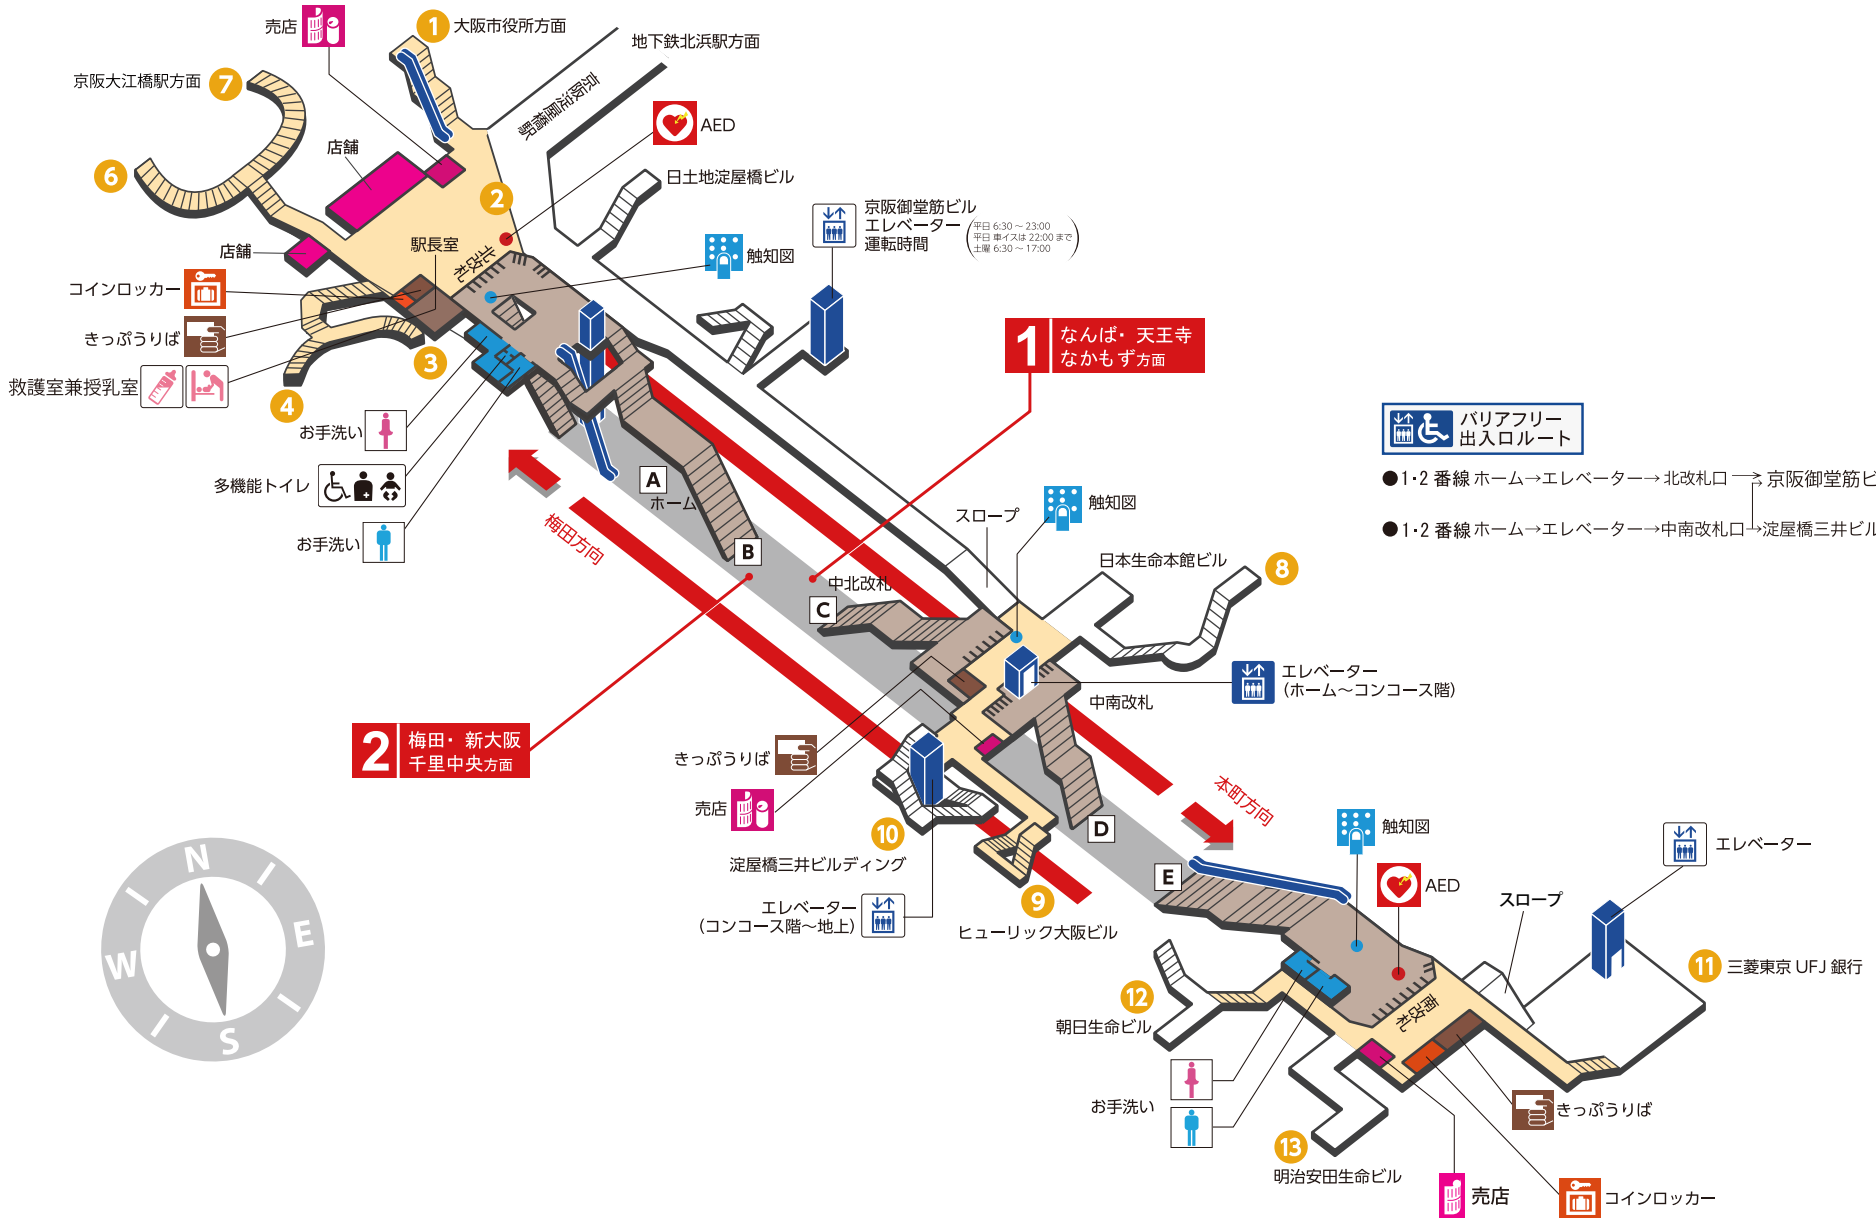 売店
1
大阪市役所方面
地下鉄北浜駅方面
京阪淀屋橋駅
京阪大江橋駅方面
7
店舗
AED
6
2
日土地淀屋橋ビル
京阪御堂筋ビル
エレベーター
運転時間
平日 6:30～23:00
平日 車イスは 22:00 まで
土曜 6:30～17:00
店舗
駅長室
北改札
触知図
コインロッカー
きっぷうりば
3
救護室兼授乳室
4
お手洗い
多機能トイレ
お手洗い
1
なんば・天王寺
なかもず方面
バリアフリー
出入口ルート
●1・2 番線 ホーム→エレベーター→北改札口→京阪御堂筋ビ
●1・2 番線 ホーム→エレベーター→中南改札口→淀屋橋三井ビル
A
ホーム
梅田方向
B
中北改札
C
スロープ
触知図
日本生命本館ビル
8
エレベーター
(ホーム～コンコース階)
中南改札
2
梅田・新大阪
千里中央方面
きっぷうりば
売店
10
淀屋橋三井ビルディング
エレベーター
(コンコース階～地上)
9
ヒューリック大阪ビル
D
本町方向
E
触知図
AED
エレベーター
スロープ
11
三菱東京 UFJ 銀行
12
朝日生命ビル
南改札
お手洗い
13
明治安田生命ビル
きっぷうりば
売店
コインロッカー
N
E
S
W